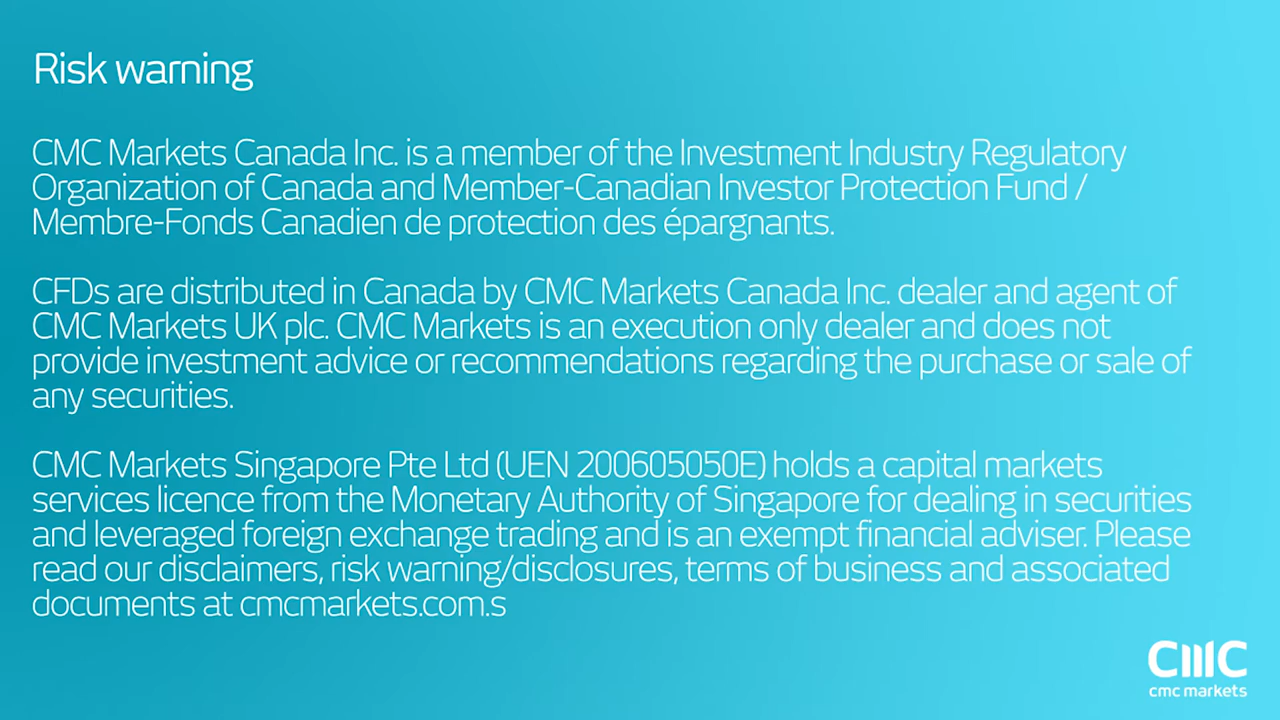 Risk warning
CMC Markets Canada Inc. is a member of the Investment Industry Regulatory
Organization of Canada and Member-Canadian Investor Protection Fund /
Membre-Fonds Canadien de protection des épargnants.
CFDs are distributed in Canada by CMC Markets Canada Inc. dealer and agent of
CMC Markets UK plc. CMC Markets is an execution only dealer and does not
provide investment advice or recommendations regarding the purchase or sale of
any securities.
CMC Markets Singapore Pte Ltd (UEN 200605050E) holds a capital markets
services licence from the Monetary Authority of Singapore for dealing in securities
and leveraged foreign exchange trading and is an exempt financial adviser. Please
read our disclaimers, risk warning/disclosures, terms of business and associated
documents at cmcmarkets.com.s
CMC
cmc markets